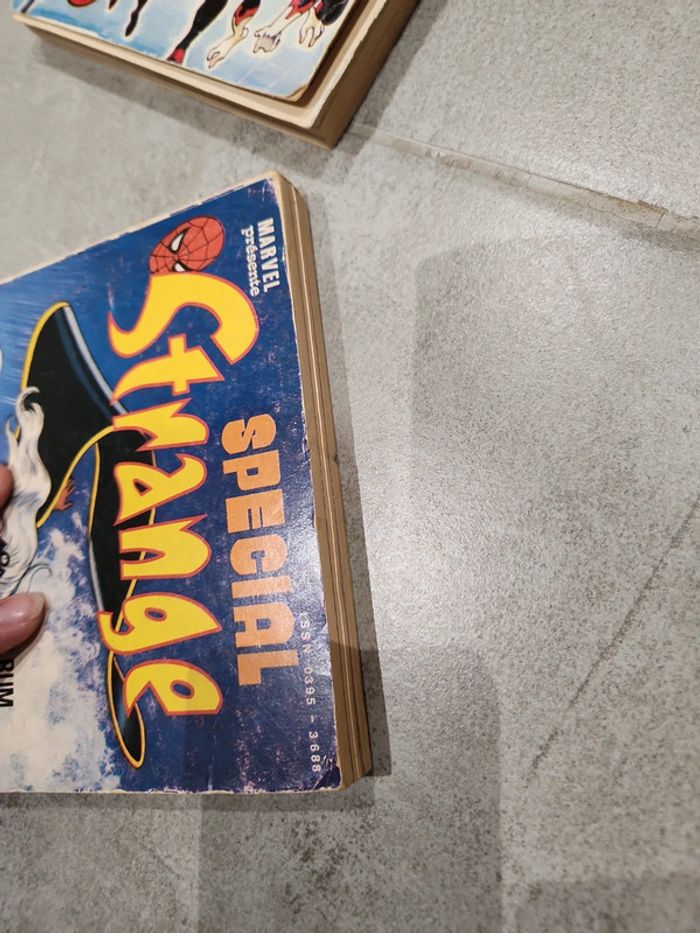 MARVEL
présente
SPECIAL
Strange
ISSN 0395 - 3688